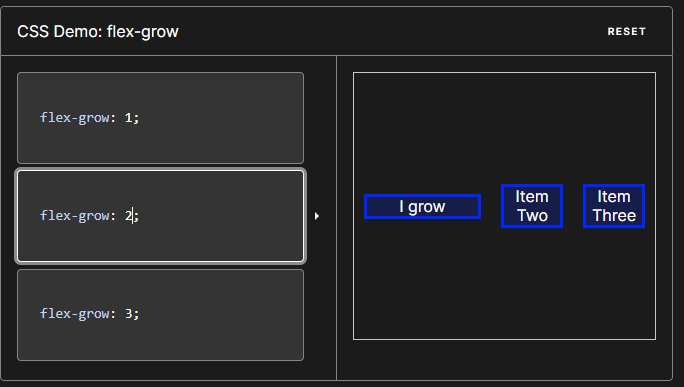 CSS Demo: flex-grow
RESET
flex-grow: 1;
flex-grow: 2;
flex-grow: 3;
I grow
Item
Two
Item
Three